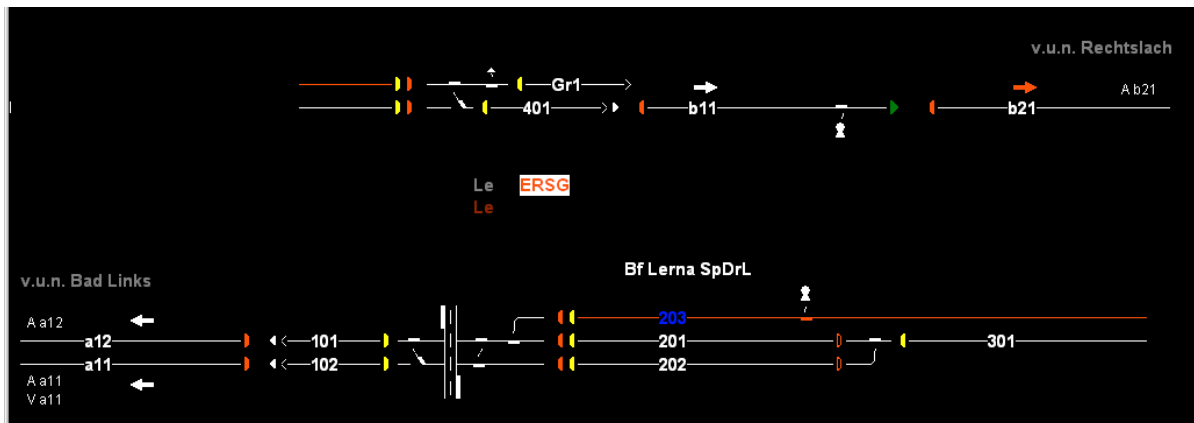 v.u.n. Rechtslach
Gr1
A b21
401
b11
b21
Le ERSG
Le
Bf Lerna SpDrL
v.u.n. Bad Links
A a12
203
a12
101
201
301
a11
102
202
A a11
V a11